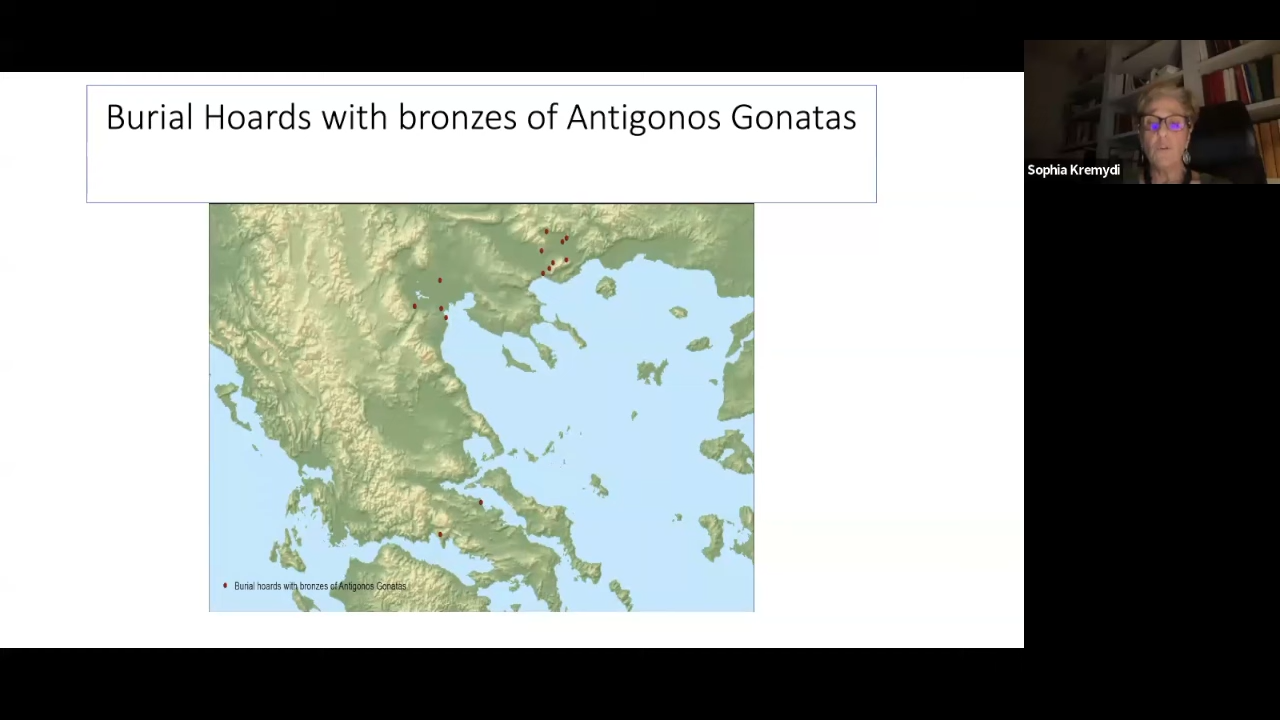 Burial Hoards with bronzes of Antigonos Gonatas
Sophia Kremydi
Burial hoards with bronzes of Antigonos Gonatas